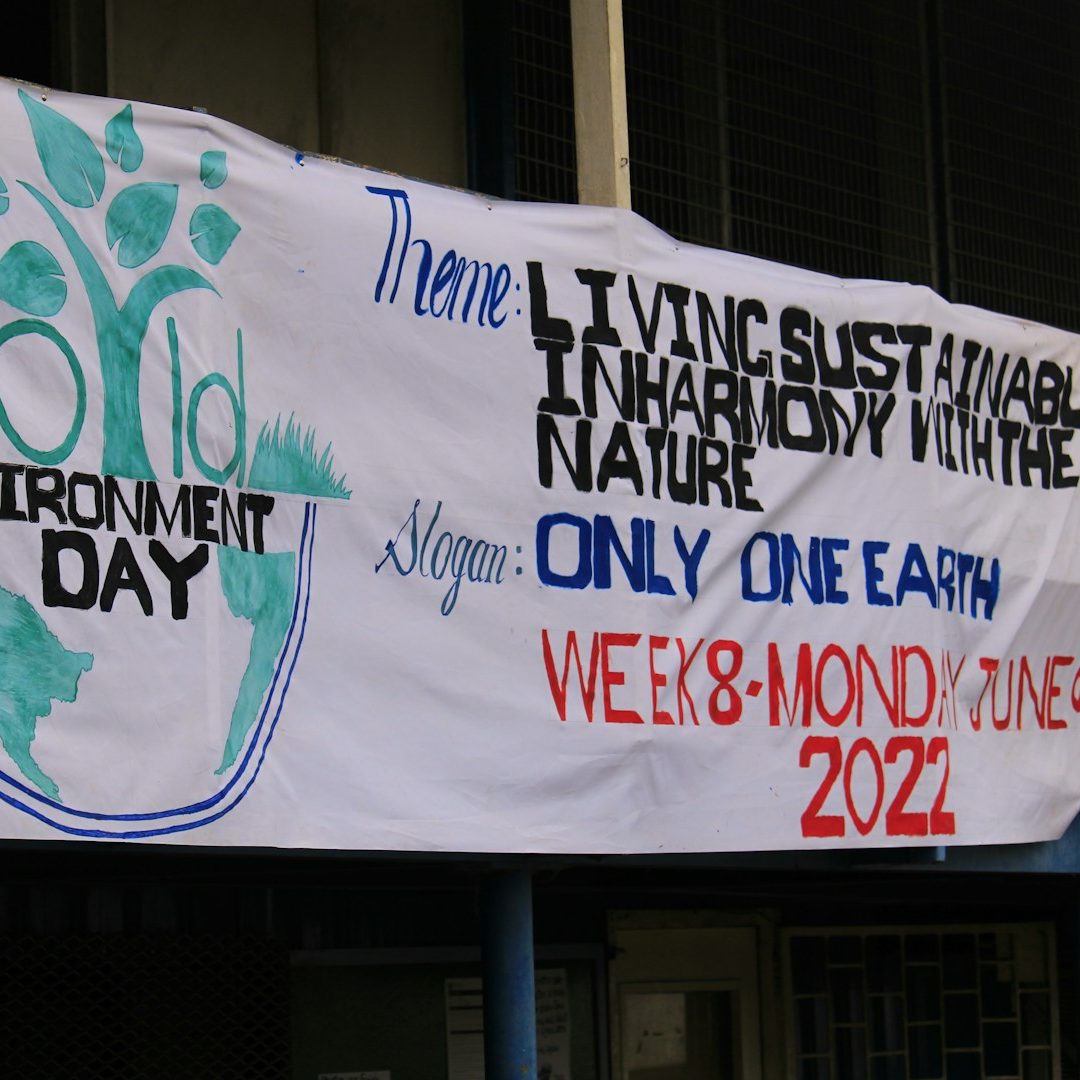 orld
IRONMENT
DAY
Theme: LIVING SUSTAINABL
IN HARMONY WITH THE
NATURE
Slogan: ONLY ONE EARTH
WEEK 8-MONDAY JUNE
2022